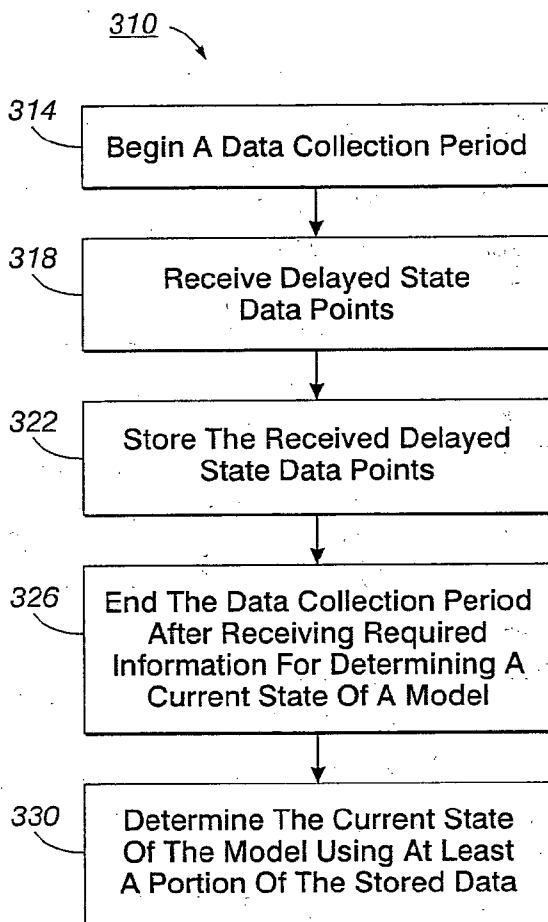 310
314
Begin A Data Collection Period
318
Receive Delayed State
Data Points
322
Store The Received Delayed
State Data Points
326
End The Data Collection Period
After Receiving Required
Information For Determining A
Current State Of A Model
330
Determine The Current State
Of The Model Using At Least
A Portion Of The Stored Data